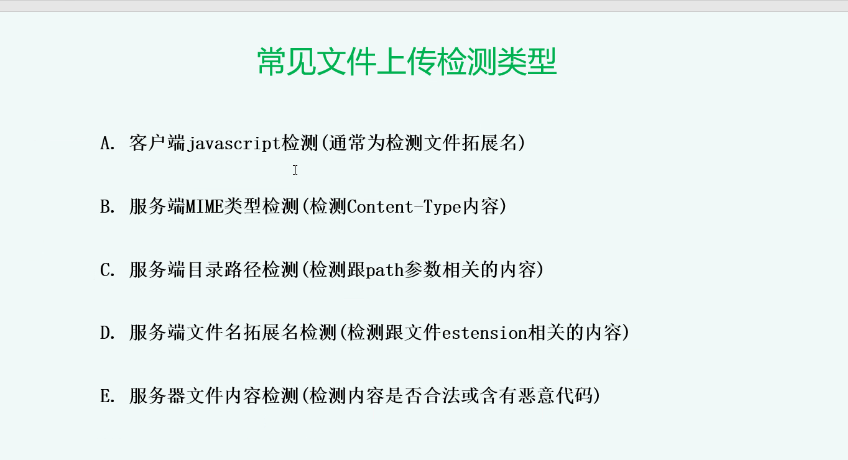 常见文件上传检测类型
A. 客户端javascript检测(通常为检测文件拓展名)
B. 服务端MIME类型检测(检测Content-Type内容)
C. 服务端目录路径检测(检测跟path参数相关的内容)
D. 服务端文件名拓展名检测(检测跟文件estension相关的内容)
E. 服务器文件内容检测(检测内容是否合法或含有恶意代码)